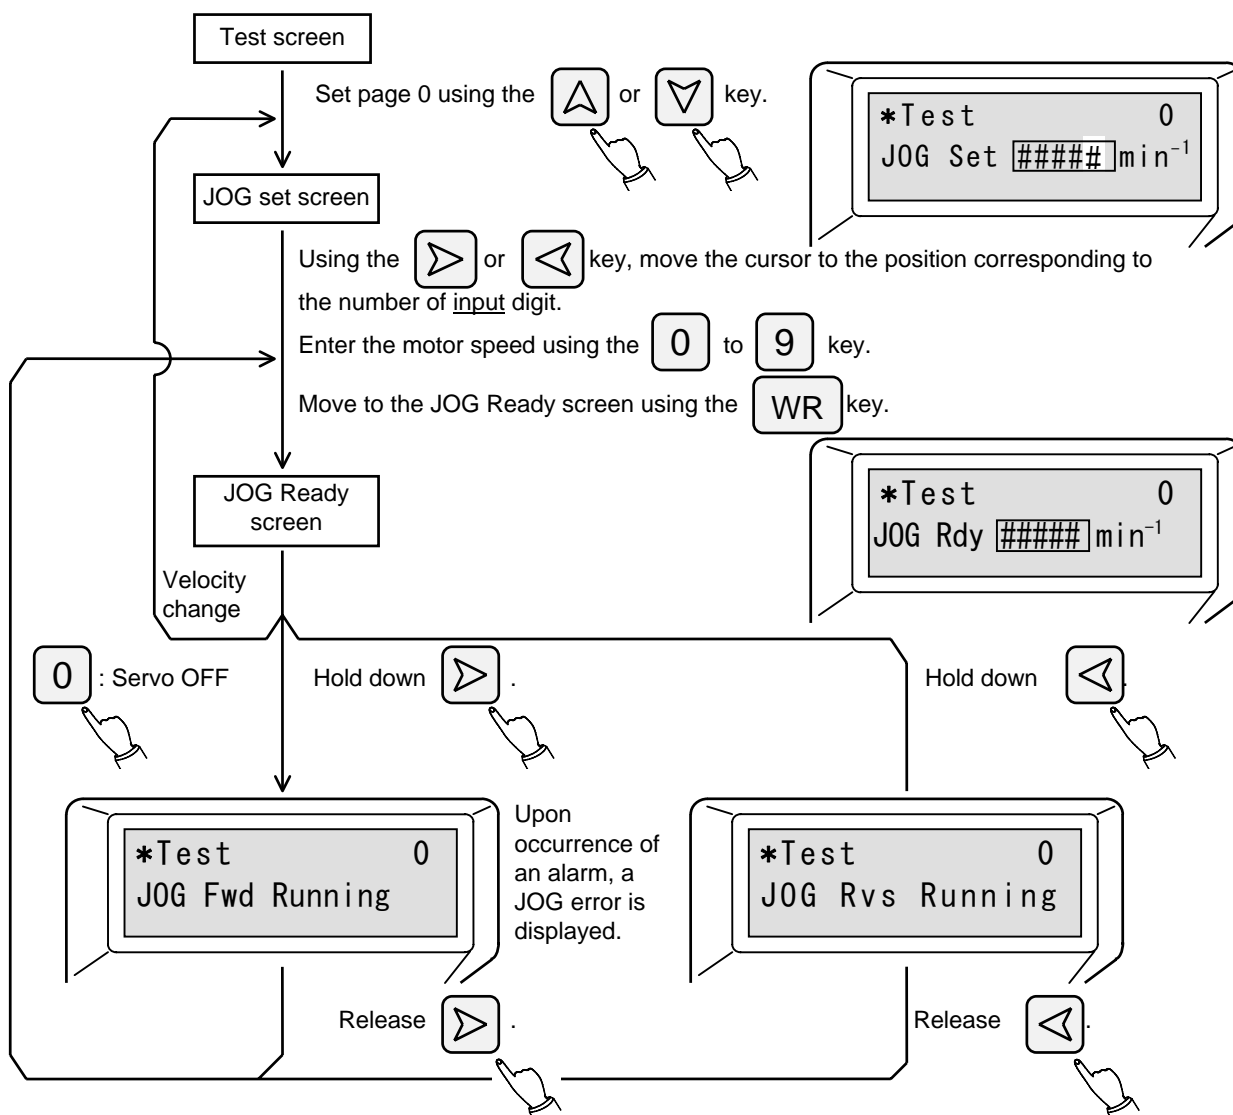 Test screen
Set page 0 using the or key.
*Test 0
JOG Set ##### min⁻¹
JOG set screen
Using the or key, move the cursor to the position corresponding to
the number of input digit.
Enter the motor speed using the 0 to 9 key.
Move to the JOG Ready screen using the WR key.
JOG Ready
screen
*Test 0
JOG Rdy ##### min⁻¹
Velocity
change
0 : Servo OFF
Hold down .
Hold down .
*Test 0
JOG Fwd Running
Upon
occurrence of
an alarm, a
JOG error is
displayed.
*Test 0
JOG Rvs Running
Release .
Release .